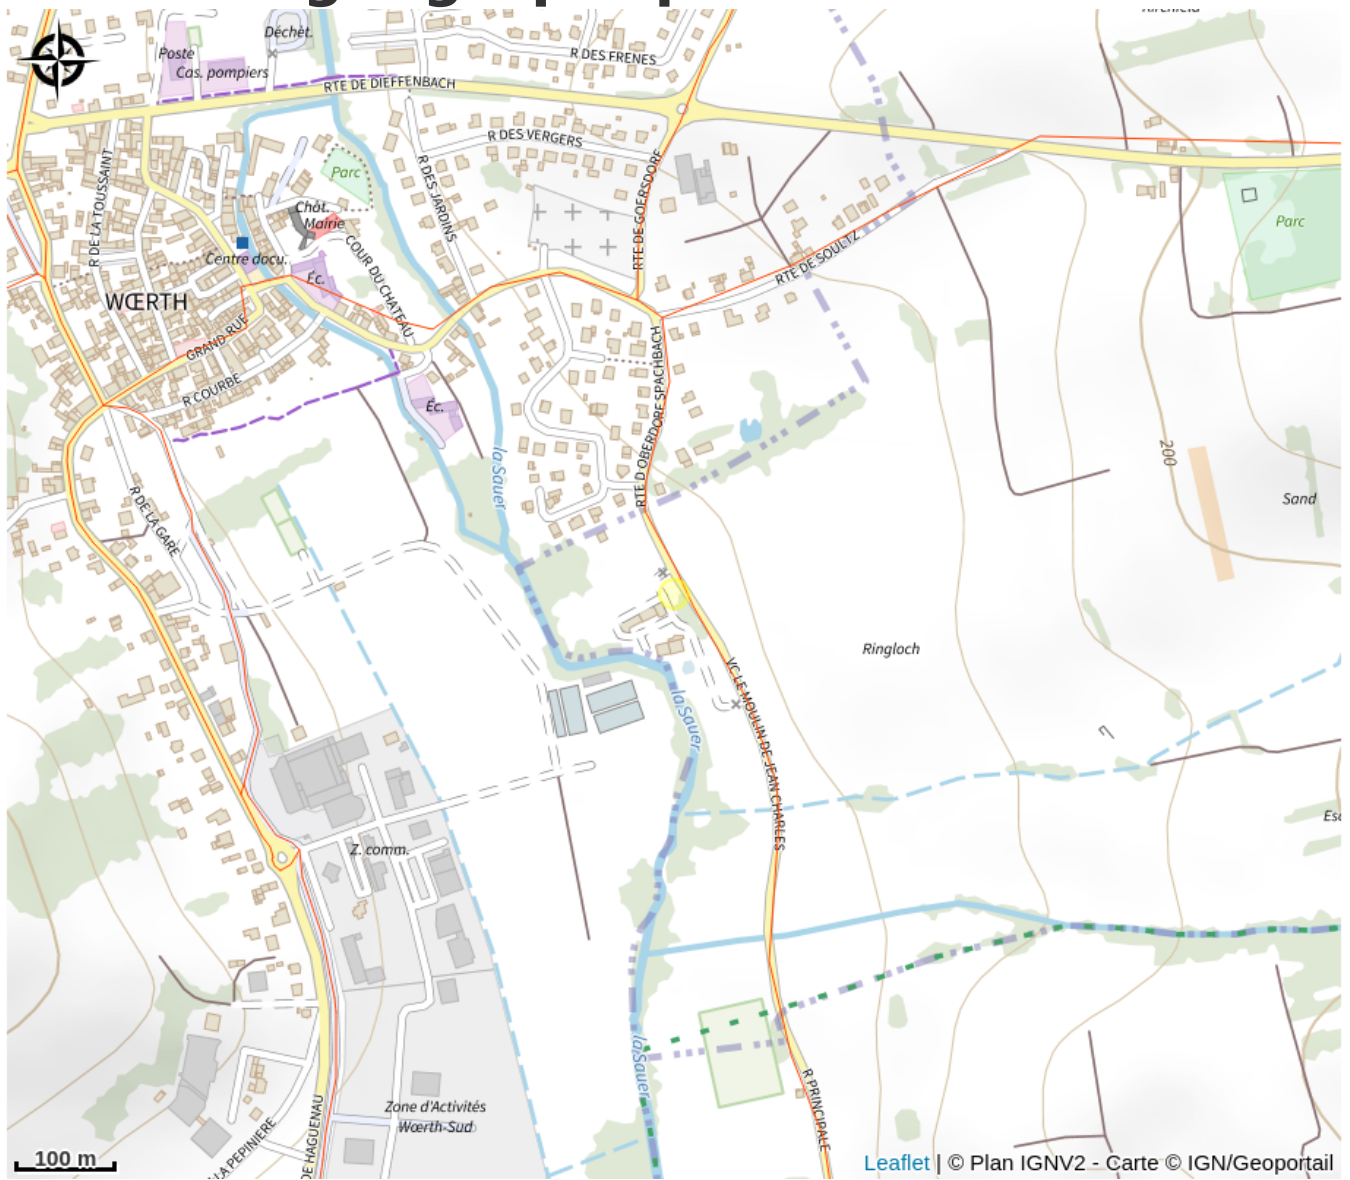 Déchèt.
Poste
Cas. pompiers
R DES FRENES
RTE DE DIEFFENBACH
R DES VERGERS
R DE LA TOUSSAINT
Parc
R DES JARDINS
RTE DE GOERSDORF
Chât.
Mairie
Centre docu.
COUR DU CHATEAU
Éc.
RTE DE SOULTZ
Parc
WŒRTH
GRAND RUE
R COURBE
RTE D OBERDORF SPACHBACH
Éc.
la Sauer
200
Sand
R DE LA GARE
Ringloch
la Sauer
VC LE MOULIN DE JEAN CHARLES
Z. comm.
la Sauer
R PRINCIPALE
Zone d'Activités
Wœrth-Sud
DE HAGUENAU
LA PEPINIERE
100 m
Leaflet | © Plan IGNV2 - Carte © IGN/Geoportail